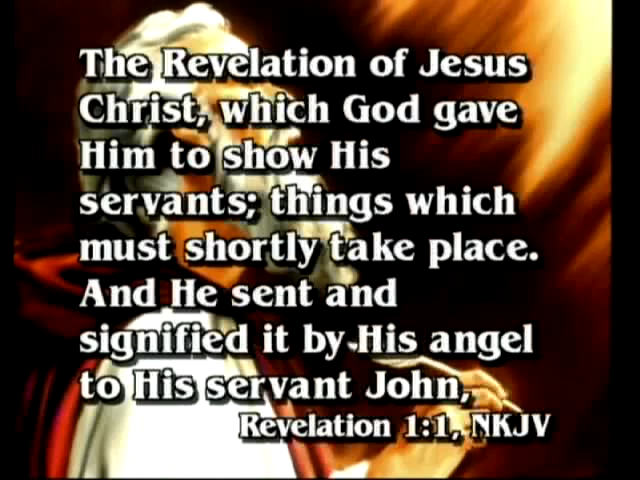 The Revelation of Jesus
Christ, which God gave
Him to show His
servants; things which
must shortly take place.
And He sent and
signified it by His angel
to His servant John,
Revelation 1:1, NKJV